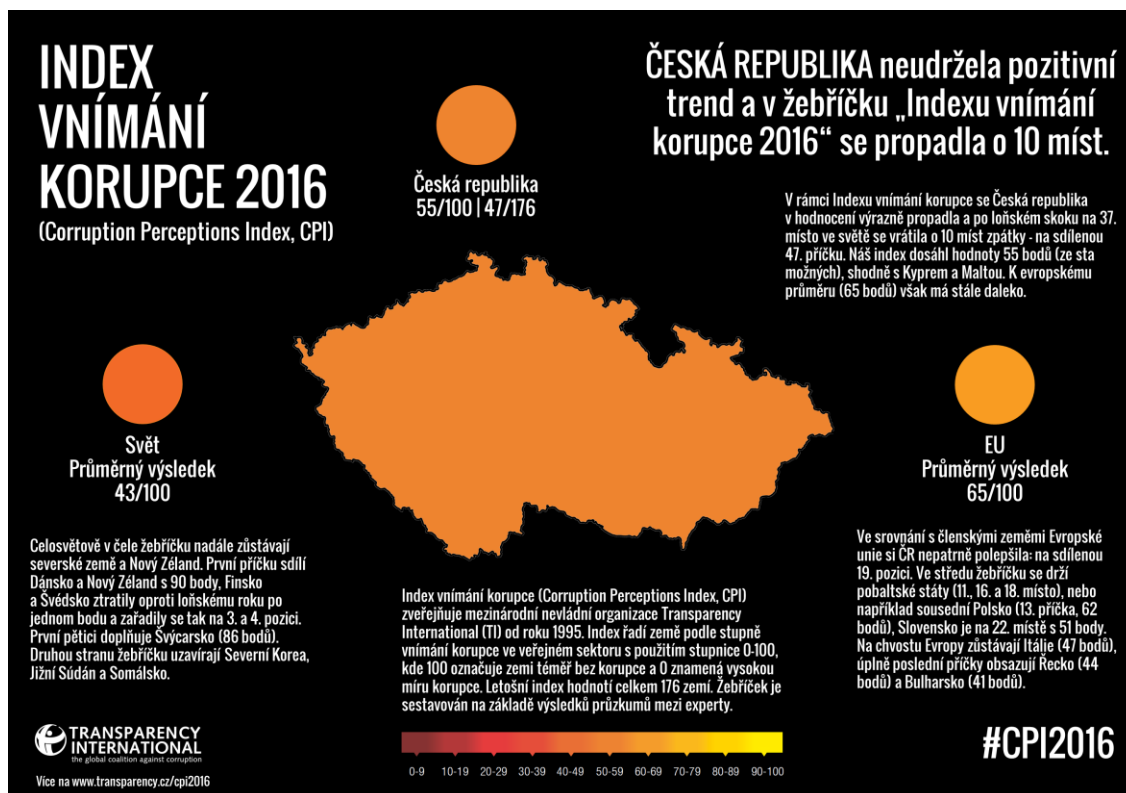 INDEX
VNÍMÁNÍ
KORUPCE 2016
(Corruption Perceptions Index, CPI)
Česká republika
55/100 | 47/176
ČESKÁ REPUBLIKA neudržela pozitivní
trend a v žebříčku „Indexu vnímání
korupce 2016“ se propadla o 10 míst.
V rámci Indexu vnímání korupce se Česká republika
v hodnocení výrazně propadla a po loňském skoku na 37.
místo ve světě se vrátila o 10 míst zpátky - na sdílenou
47. příčku. Náš index dosáhl hodnoty 55 bodů (ze sta
možných), shodně s Kyprem a Maltou. K evropskému
průměru (65 bodů) však má stále daleko.
Svět
Průměrný výsledek
43/100
EU
Průměrný výsledek
65/100
Celosvětově v čele žebříčku nadále zůstávají
severské země a Nový Zéland. První příčku sdílí
Dánsko a Nový Zéland s 90 body, Finsko
a Švédsko ztratily oproti loňskému roku po
jednom bodu a zařadily se tak na 3. a 4. pozici.
První pětici doplňuje Švýcarsko (86 bodů).
Druhou stranu žebříčku uzavírají Severní Korea,
Jižní Súdán a Somálsko.
Index vnímání korupce (Corruption Perceptions Index, CPI)
zveřejňuje mezinárodní nevládní organizace Transparency
International (TI) od roku 1995. Index řadí země podle stupně
vnímání korupce ve veřejném sektoru s použitím stupnice 0-100,
kde 100 označuje zemi téměř bez korupce a 0 znamená vysokou
míru korupce. Letošní index hodnotí celkem 176 zemí. Žebříček je
sestavován na základě výsledků průzkumů mezi experty.
Ve srovnání s členskými zeměmi Evropské
unie si ČR nepatrně polepšila: na sdílenou
19. pozici. Ve středu žebříčku se drží
pobaltské státy (11., 16. a 18. místo), nebo
například sousední Polsko (13. příčka, 62
bodů), Slovensko je na 22. místě s 51 body.
Na chvostu Evropy zůstávají Itálie (47 bodů),
úplně poslední příčky obsazují Řecko (44
bodů) a Bulharsko (41 bodů).
TRANSPARENCY
INTERNATIONAL
the global coalition against corruption
Více na www.transparency.cz/cpi2016
0-9 10-19 20-29 30-39 40-49 50-59 60-69 70-79 80-89 90-100
#CPI2016